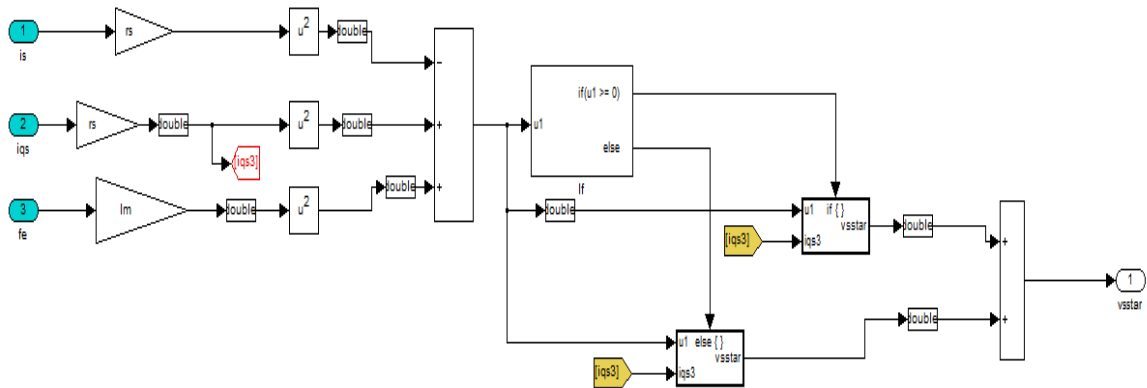 1
is
rs
u2
double
−
2
iqs
rs
double
[iqs3]
u2
double
+
3
fe
lm
double
u2
double
+
u1
if(u1 >= 0)
else
If
double
[iqs3]
u1 if { }
vsstar
iqs3
double
[iqs3]
u1 else { }
vsstar
iqs3
double
+
+
1
vsstar